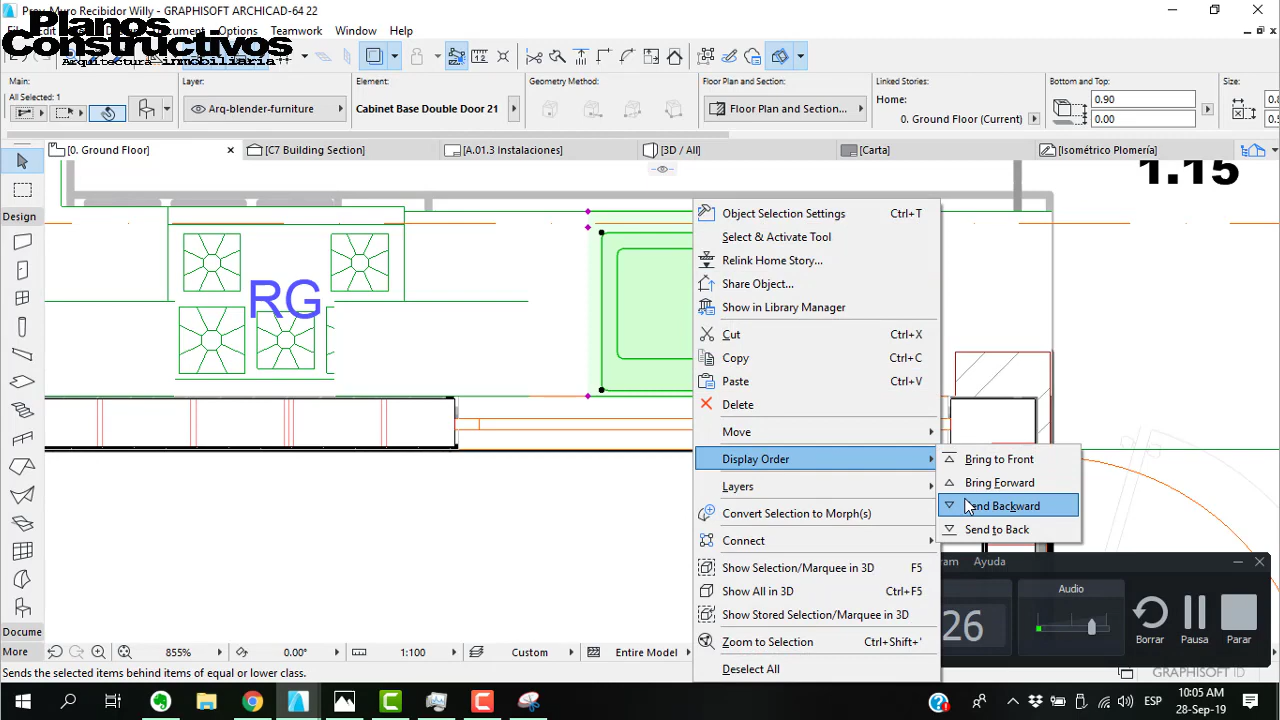 Prey-Muro Recibidor Willy - GRAPHISOFT ARCHICAD-64 22
Planos
Constructivos
Arquitectura inmobiliaria
Options Teamwork Window Help
Main:
All Selected: 1
Layer:
Arq-blender-furniture
Element:
Cabinet Base Double Door 21
Geometry Method:
Floor Plan and Section:
Floor Plan and Section...
Linked Stories:
Home:
0. Ground Floor (Current)
Bottom and Top:
0.90
0.00
Size:
[0. Ground Floor]
[C7 Building Section]
[A.01.3 Instalaciones]
[3D / All]
[Carta]
[Isométrico Plomería]
1.15
Design
RG
Object Selection Settings Ctrl+T
Select & Activate Tool
Relink Home Story...
Share Object...
Show in Library Manager
Cut Ctrl+X
Copy Ctrl+C
Paste Ctrl+V
Delete
Move
Display Order
Layers
Convert Selection to Morph(s)
Connect
Show Selection/Marquee in 3D F5
Show All in 3D Ctrl+F5
Show Stored Selection/Marquee in 3D
Zoom to Selection Ctrl+Shift+'
Deselect All
Bring to Front
Bring Forward
Send Backward
Send to Back
Ayuda
Audio
26
Borrar
Pausa
Parar
Docume
More
855%
0.00°
1:100
Custom
Entire Model
GRAPHISOFT ID
Sends the selected items behind items of equal or lower class.
ESP
10:05 AM
28-Sep-19